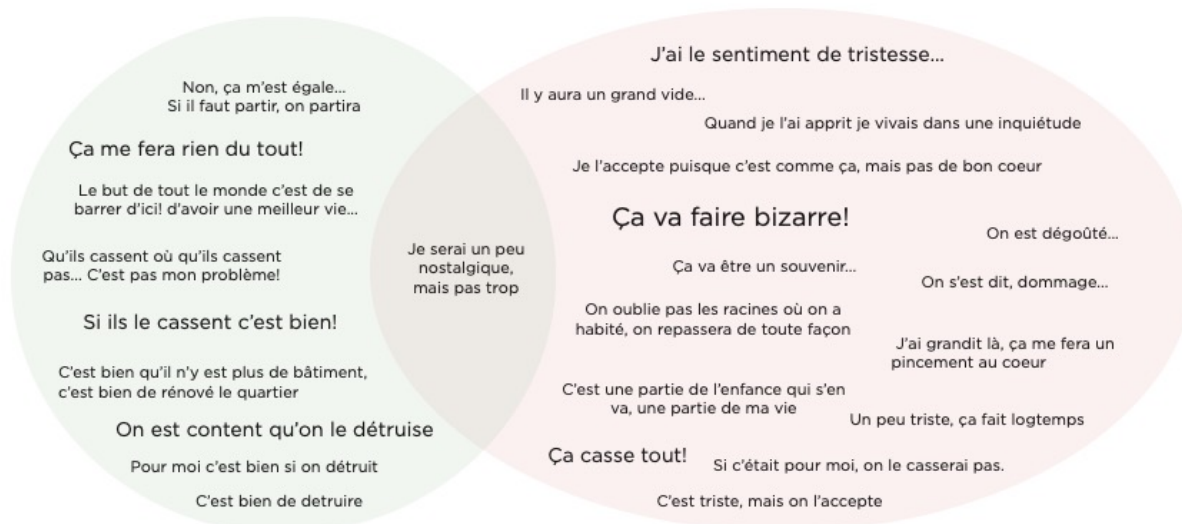 Non, ça m'est égale...
Si il faut partir, on partira
Ça me fera rien du tout!
Le but de tout le monde c'est de se
barrer d'ici! d'avoir une meilleur vie...
Qu'ils cassent où qu'ils cassent
pas... C'est pas mon problème!
Si ils le cassent c'est bien!
C'est bien qu'il n'y est plus de bâtiment,
c'est bien de rénové le quartier
On est content qu'on le détruise
Pour moi c'est bien si on détruit
C'est bien de detruire
Je serai un peu
nostalgique,
mais pas trop
J'ai le sentiment de tristesse...
Il y aura un grand vide...
Quand je l'ai apprit je vivais dans une inquiétude
Je l'accepte puisque c'est comme ça, mais pas de bon coeur
Ça va faire bizarre!
On est dégoûté...
Ça va être un souvenir...
On s'est dit, dommage...
On oublie pas les racines où on a
habité, on repassera de toute façon
J'ai grandit là, ça me fera un
pincement au coeur
C'est une partie de l'enfance qui s'en
va, une partie de ma vie
Un peu triste, ça fait logtemps
Ça casse tout!
Si c'était pour moi, on le casserai pas.
C'est triste, mais on l'accepte